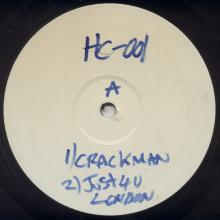 HC-001
A
1) CRACKMAN
2) JUST 4 U
LONDON